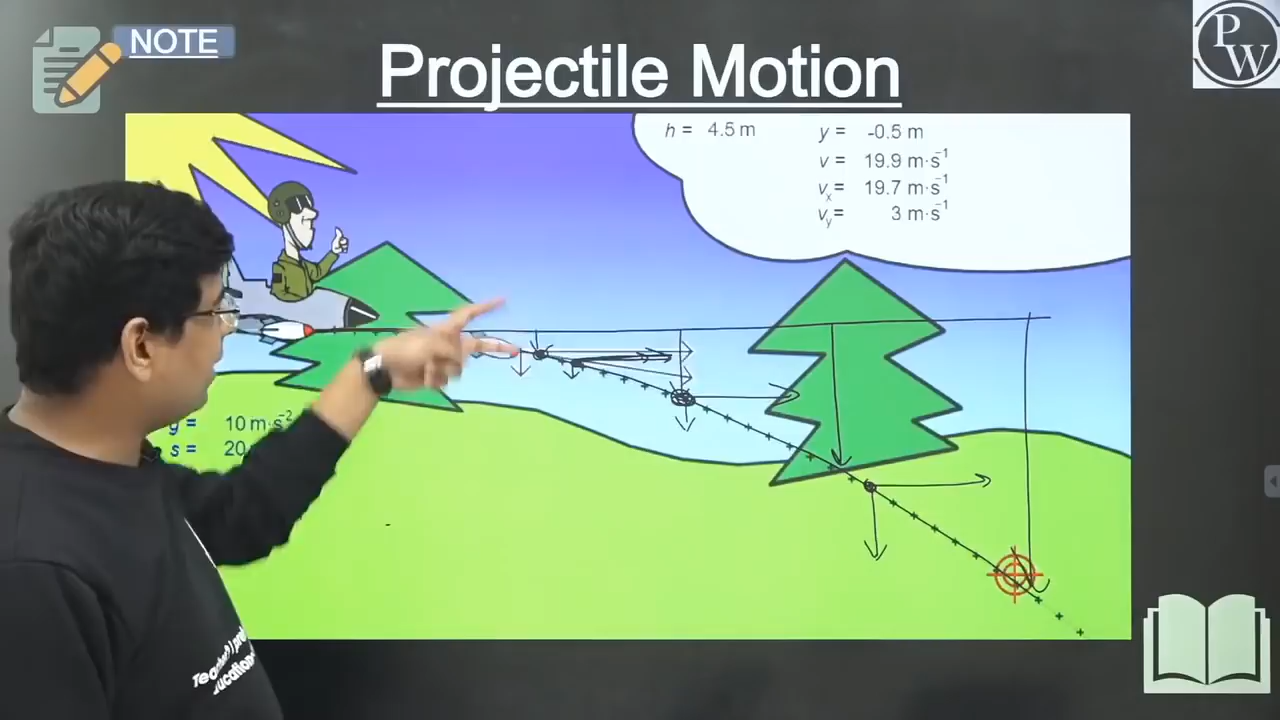 NOTE
Projectile Motion
PW
h = 4.5 m
y = -0.5 m
v = 19.9 m·s⁻¹
vₓ = 19.7 m·s⁻¹
v_y = 3 m·s⁻¹
g = 10 m·s⁻²
s = 20